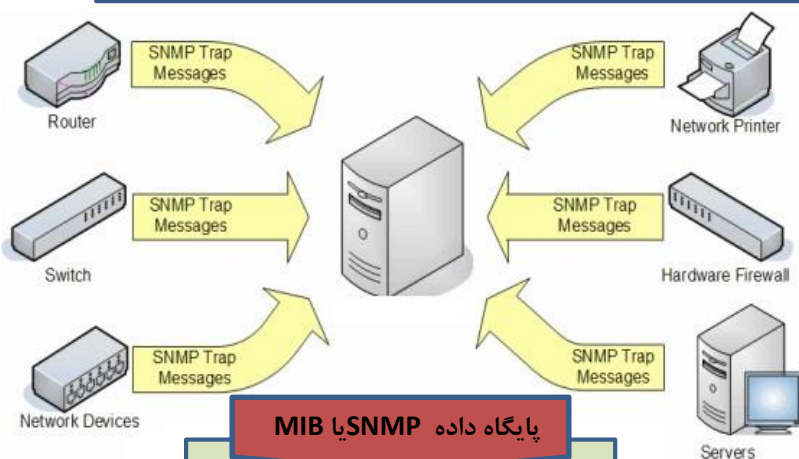 SNMP Trap
Messages
Router
SNMP Trap
Messages
Network Printer
SNMP Trap
Messages
Switch
SNMP Trap
Messages
Hardware Firewall
SNMP Trap
Messages
Network Devices
SNMP Trap
Messages
Servers
پایگاه داده SNMPیا MIB